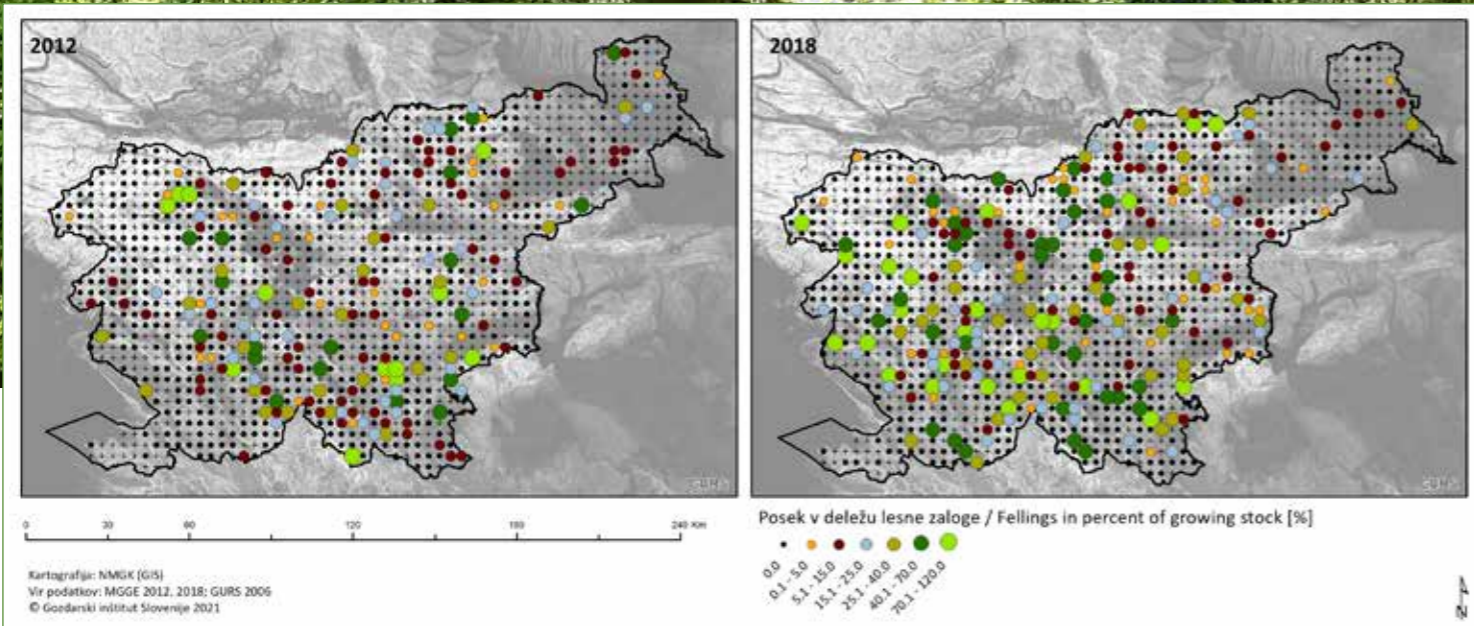 2012
2018
GURS
GURS
0 30 60 120 180 240 Km
Posek v deležu lesne zaloge / Fellings in percent of growing stock [%]
0.0
0.1 - 5.0
5.1 - 15.0
15.1 - 25.0
25.1 - 40.0
40.1 - 70.0
70.1 - 120.0
Kartografija: NMGK (GIS)
Vir podatkov: MGGE 2012, 2018; GURS 2006
© Gozdarski inštitut Slovenije 2021
N